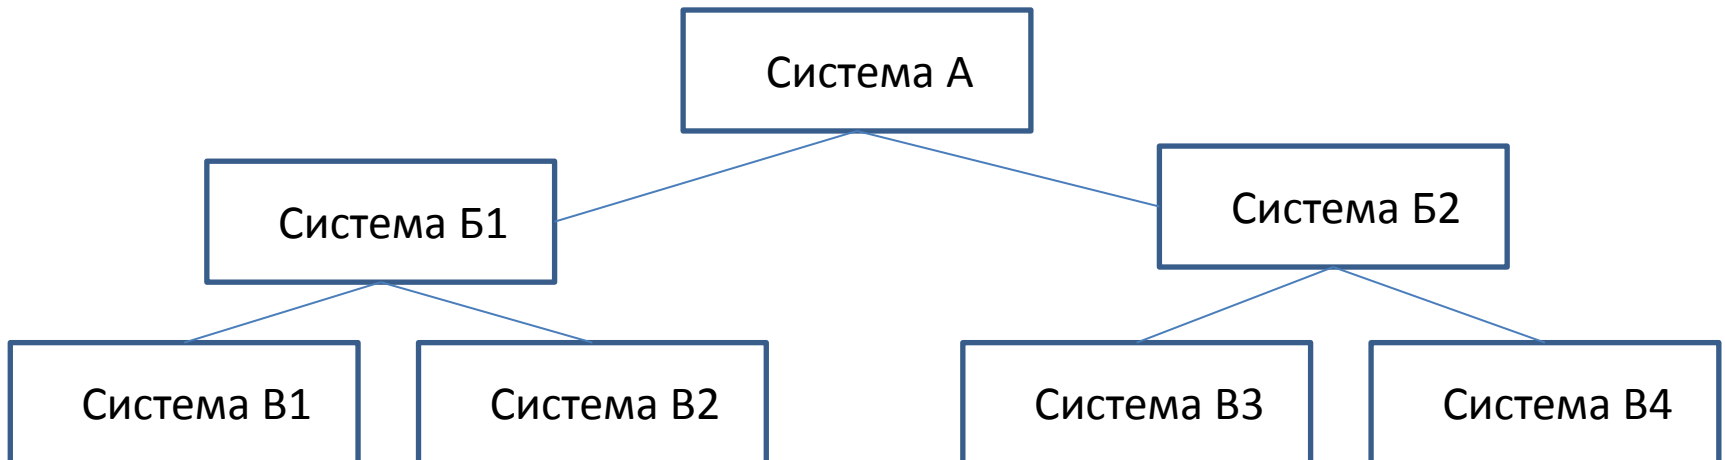 Система А
Система Б1
Система Б2
Система В1
Система В2
Система В3
Система В4